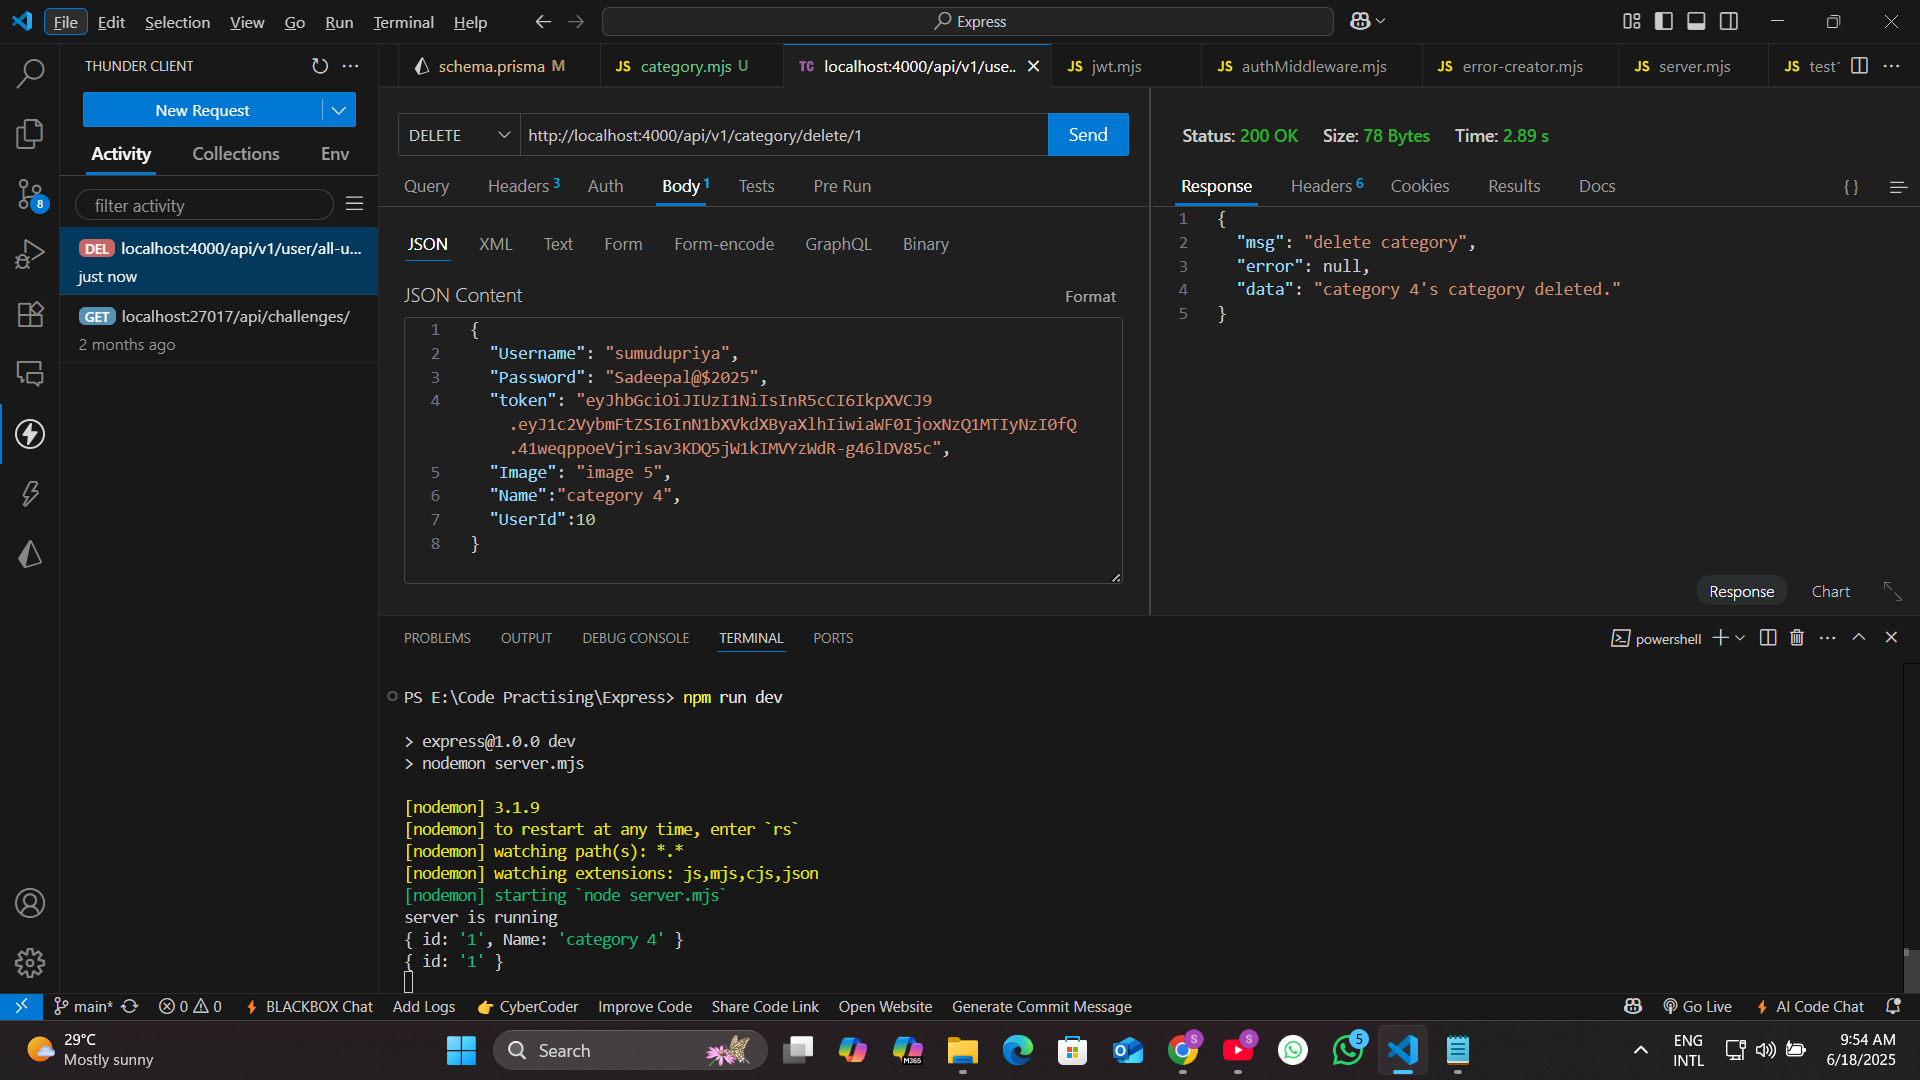 File Edit Selection View Go Run Terminal Help
Express
THUNDER CLIENT
New Request
Activity Collections Env
filter activity
DEL localhost:4000/api/v1/user/all-u...
just now
GET localhost:27017/api/challenges/
2 months ago
8
schema.prisma M
JS category.mjs U
TC localhost:4000/api/v1/use..
JS jwt.mjs
JS authMiddleware.mjs
JS error-creator.mjs
JS server.mjs
JS test
DELETE http://localhost:4000/api/v1/category/delete/1 Send
Query Headers 3 Auth Body 1 Tests Pre Run
JSON XML Text Form Form-encode GraphQL Binary
JSON Content Format
1 {
2 "Username": "sumudupriya",
3 "Password": "Sadeepal@$2025",
4 "token": "eyJhbGciOiJIUzI1NiIsInR5cCI6IkpXVCJ9
.eyJ1c2VybmFtZSI6InN1bXVkdXByaXlhIiwiaWF0IjoxNzQ1MTIyNzI0fQ
.41weqppoeVjrisav3KDQ5jW1kIMVYzWdR-g46lDV85c",
5 "Image": "image 5",
6 "Name":"category 4",
7 "UserId":10
8 }
Status: 200 OK Size: 78 Bytes Time: 2.89 s
Response Headers 6 Cookies Results Docs { }
1 {
2 "msg": "delete category",
3 "error": null,
4 "data": "category 4's category deleted."
5 }
Response Chart
PROBLEMS OUTPUT DEBUG CONSOLE TERMINAL PORTS
powershell
PS E:\Code Practising\Express> npm run dev
> express@1.0.0 dev
> nodemon server.mjs
[nodemon] 3.1.9
[nodemon] to restart at any time, enter `rs`
[nodemon] watching path(s): *.*
[nodemon] watching extensions: js,mjs,cjs,json
[nodemon] starting `node server.mjs`
server is running
{ id: '1', Name: 'category 4' }
{ id: '1' }
main* 0 0 BLACKBOX Chat Add Logs CyberCoder Improve Code Share Code Link Open Website Generate Commit Message Go Live AI Code Chat
29°C
Mostly sunny
Search
M365
S
S
5
ENG
INTL
9:54 AM
6/18/2025